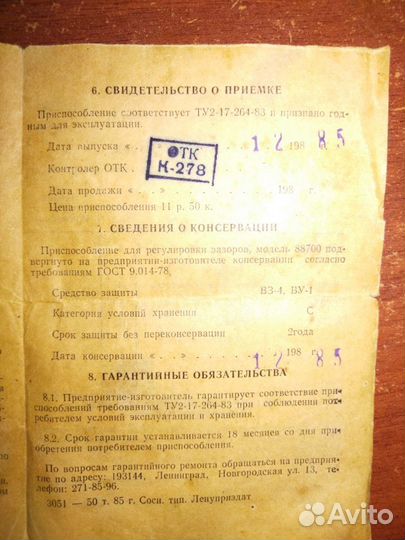 6. СВИДЕТЕЛЬСТВО О ПРИЕМКЕ
Приспособление соответствует ТУ2-17-264-83 и признано год-
ным для эксплуатации.
Дата выпуска « . . . » . . . . . . . 12 198 85
Контролер ОТК . . . . . . . . . .
ОТК
К-278
Дата продажи « . . . » . . . . . . . 198 г.
Цена приспособления 11 р. 50 к.
7. СВЕДЕНИЯ О КОНСЕРВАЦИИ
Приспособление для регулировки зазоров, модель 88700 под-
вергнуто на предприятии-изготовителе консервации согласно
требованиям ГОСТ 9.014-78.
Средство защиты ВЗ-4, ВУ-1
Категория условий хранения С
Срок защиты без переконсервации 2года
Дата консервации « . . . » . . . . . . 12 198 г. 85
8. ГАРАНТИЙНЫЕ ОБЯЗАТЕЛЬСТВА
8.1. Предприятие-изготовитель гарантирует соответствие при-
способлений требованиям ТУ2-17-264-83 при соблюдении пот-
ребителем условий эксплуатации и хранения.
8.2. Срок гарантии устанавливается 18 месяцев со дня при-
обретения потребителем приспособления.
По вопросам гарантийного ремонта обращаться на предприя-
тие по адресу: 193144, Ленинград, Новгородская ул. 13, те-
лефон: 271-85-96.
3051 — 50 т. 85 г. Сосн. тип. Ленуприздат
Avito